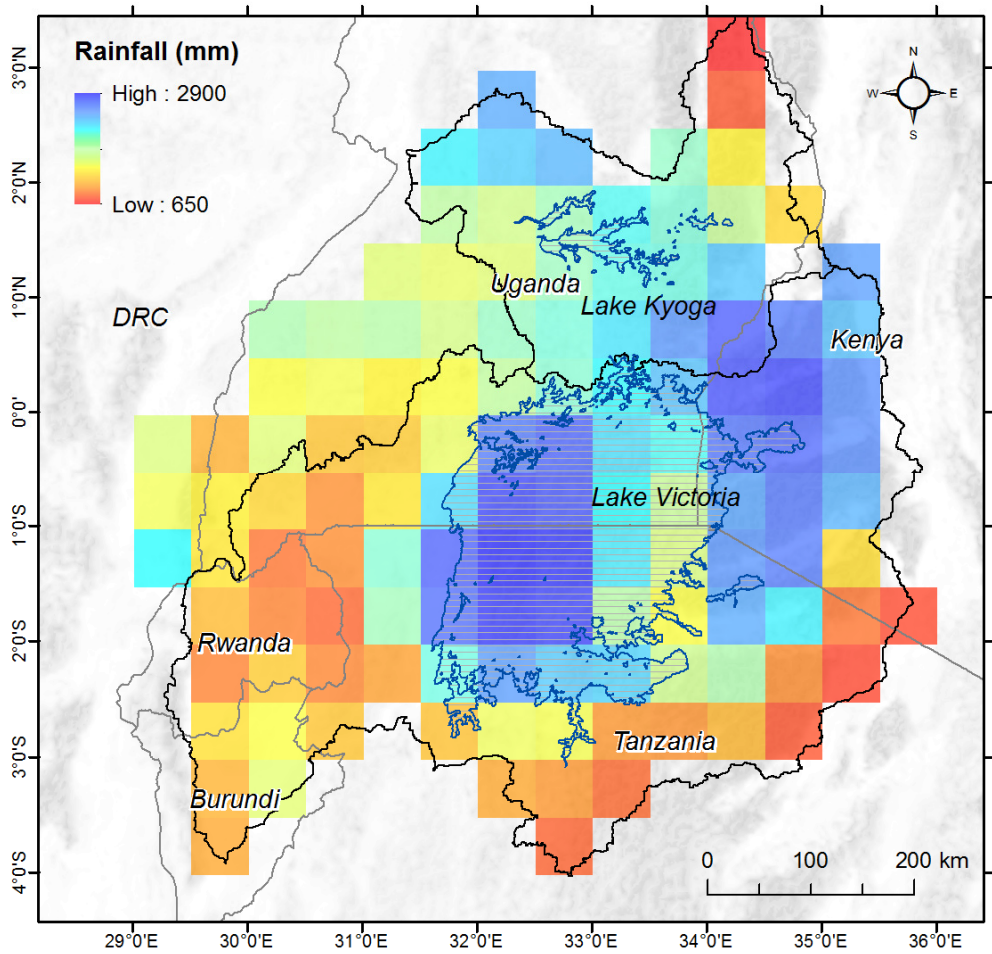 Rainfall (mm)
High : 2900
Low : 650
N
W E
S
3°0'N
2°0'N
1°0'N
0°0'
1°0'S
2°0'S
3°0'S
4°0'S
DRC
Uganda
Lake Kyoga
Kenya
Lake Victoria
Rwanda
Tanzania
Burundi
0 100 200 km
29°0'E 30°0'E 31°0'E 32°0'E 33°0'E 34°0'E 35°0'E 36°0'E